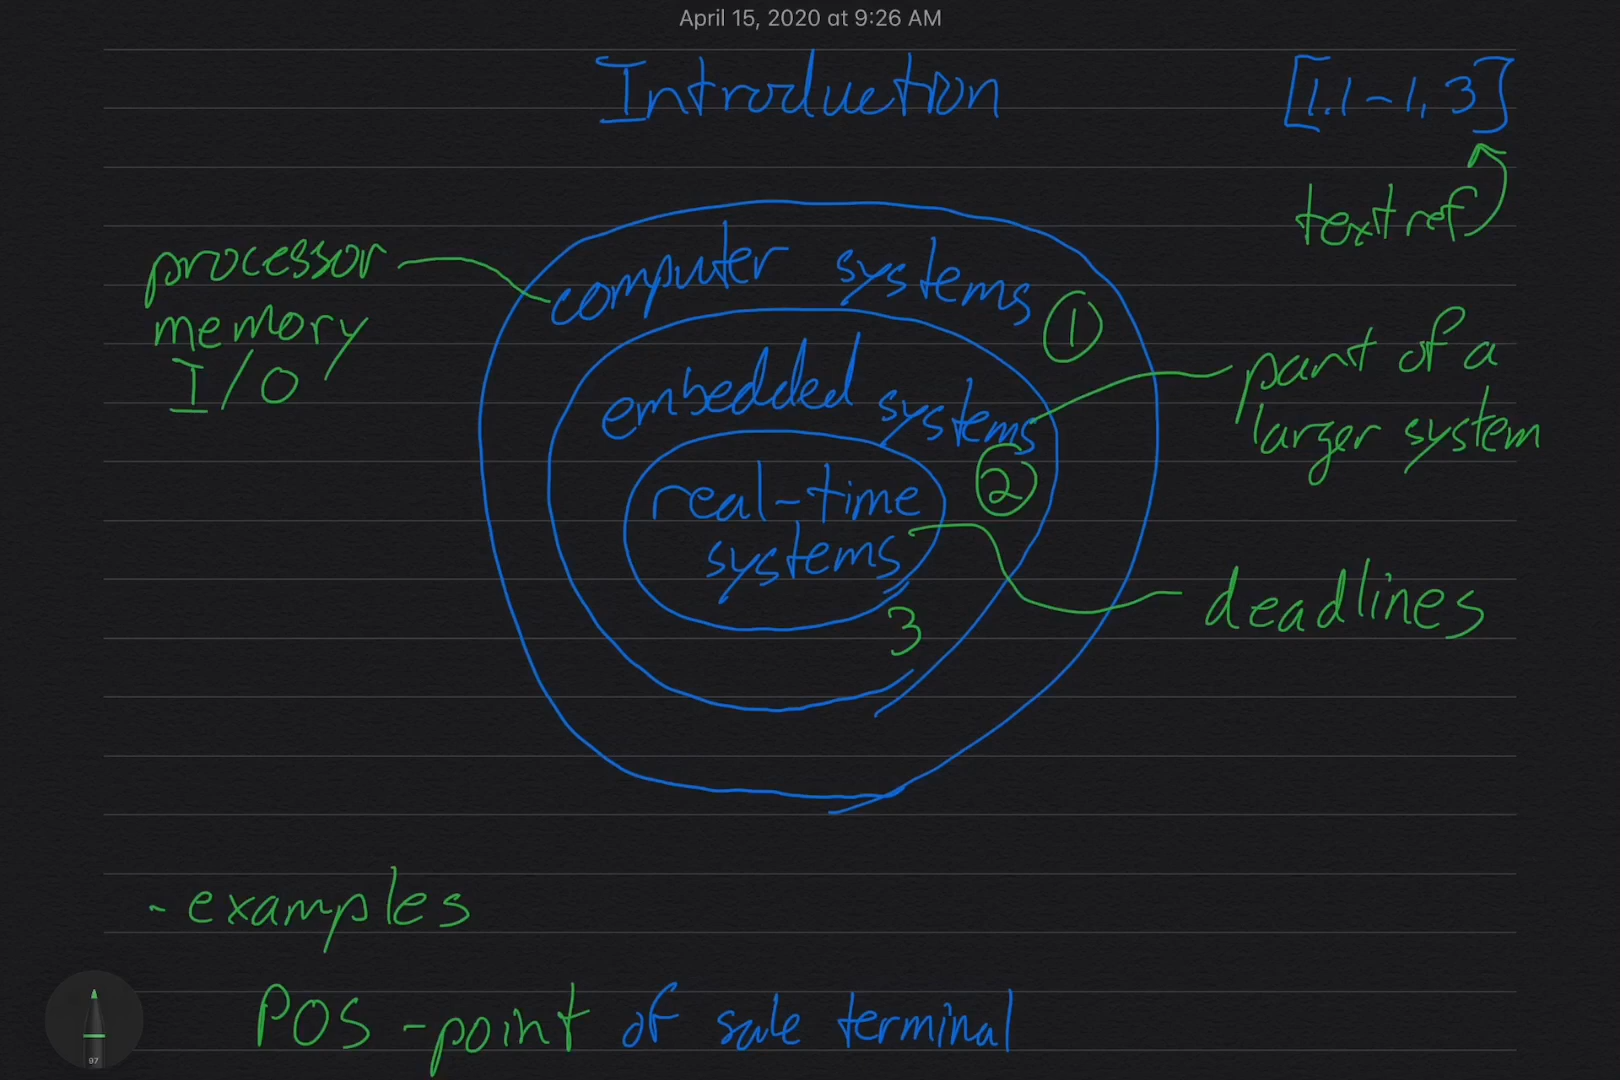 April 15, 2020 at 9:26 AM
Introduction
[1.1 - 1.3]
text ref
processor
memory
I/O
computer systems
1
embedded systems
2
part of a
larger system
real-time
systems
3
deadlines
- examples
POS - point of sale terminal
97